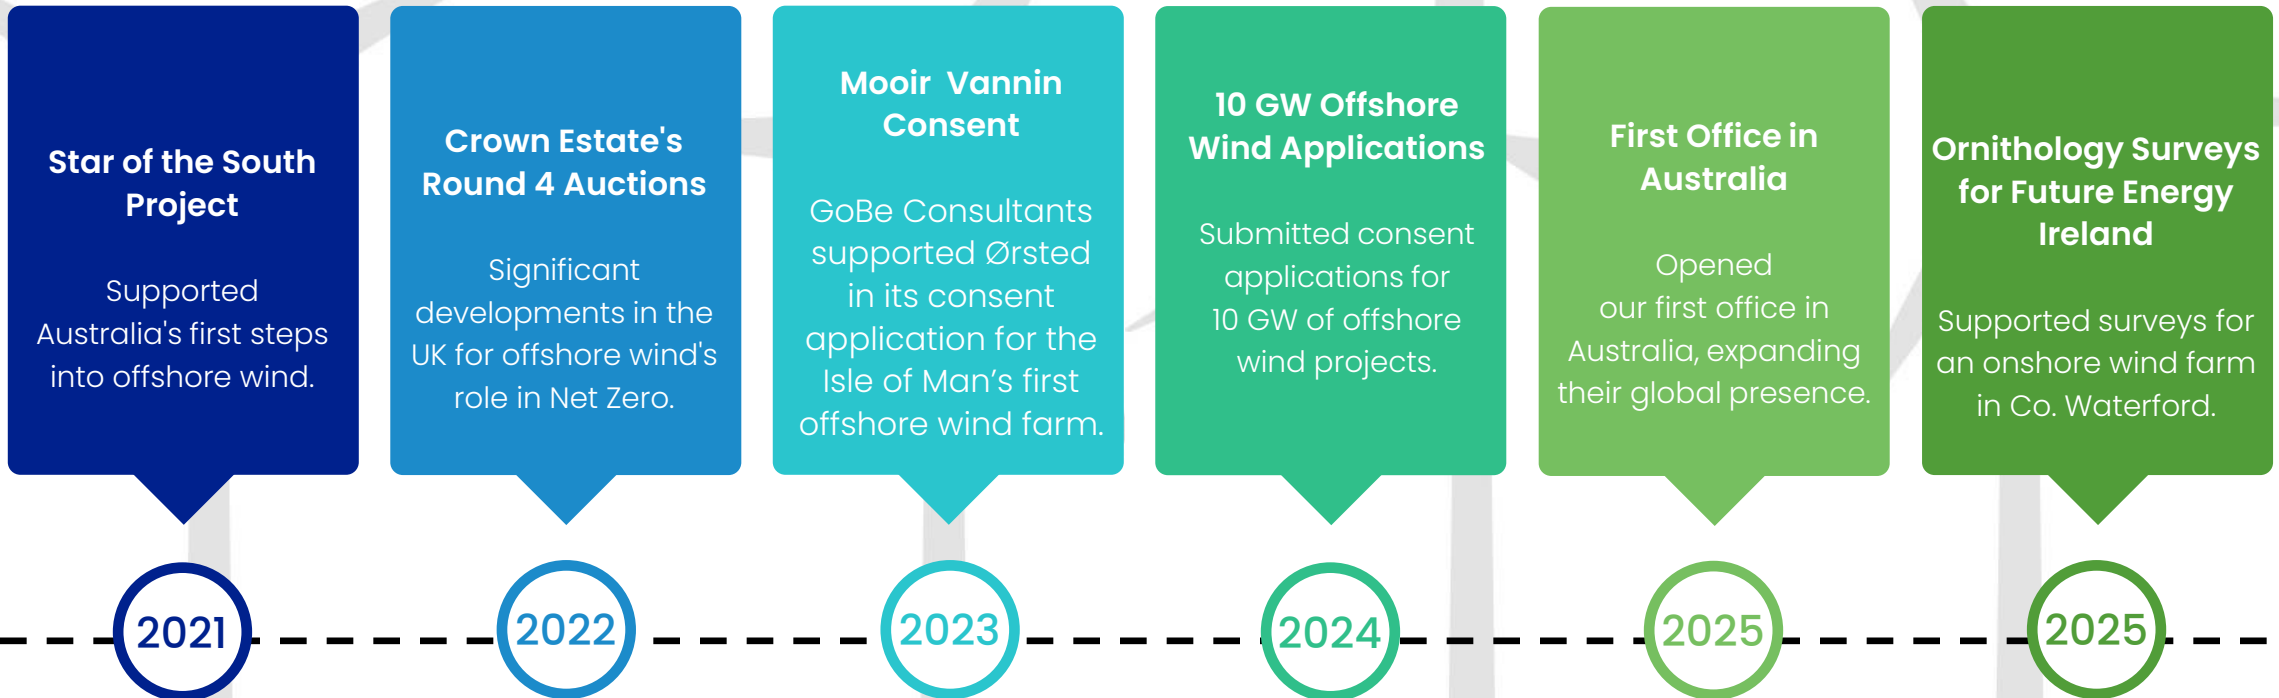 Star of the South
Project
Supported
Australia's first steps
into offshore wind.
2021
Crown Estate's
Round 4 Auctions
Significant
developments in the
UK for offshore wind's
role in Net Zero.
2022
Mooir Vannin
Consent
GoBe Consultants
supported Ørsted
in its consent
application for the
Isle of Man’s first
offshore wind farm.
2023
10 GW Offshore
Wind Applications
Submitted consent
applications for
10 GW of offshore
wind projects.
2024
First Office in
Australia
Opened
our first office in
Australia, expanding
their global presence.
2025
Ornithology Surveys
for Future Energy
Ireland
Supported surveys for
an onshore wind farm
in Co. Waterford.
2025